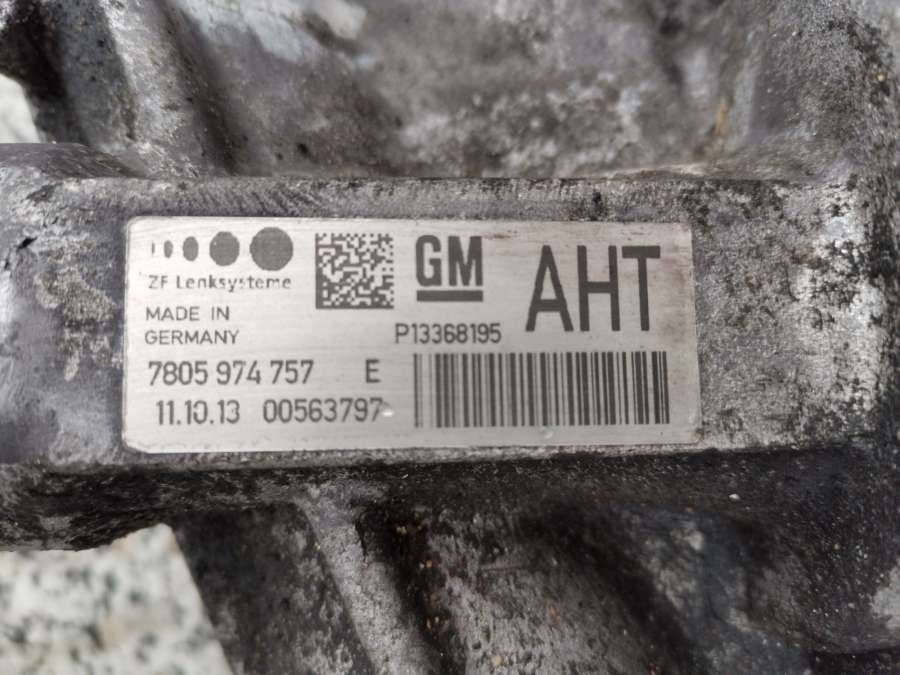 ZF Lenksysteme
GM
AHT
MADE IN
GERMANY
P13368195
7805 974 757 E
11.10.13 00563797